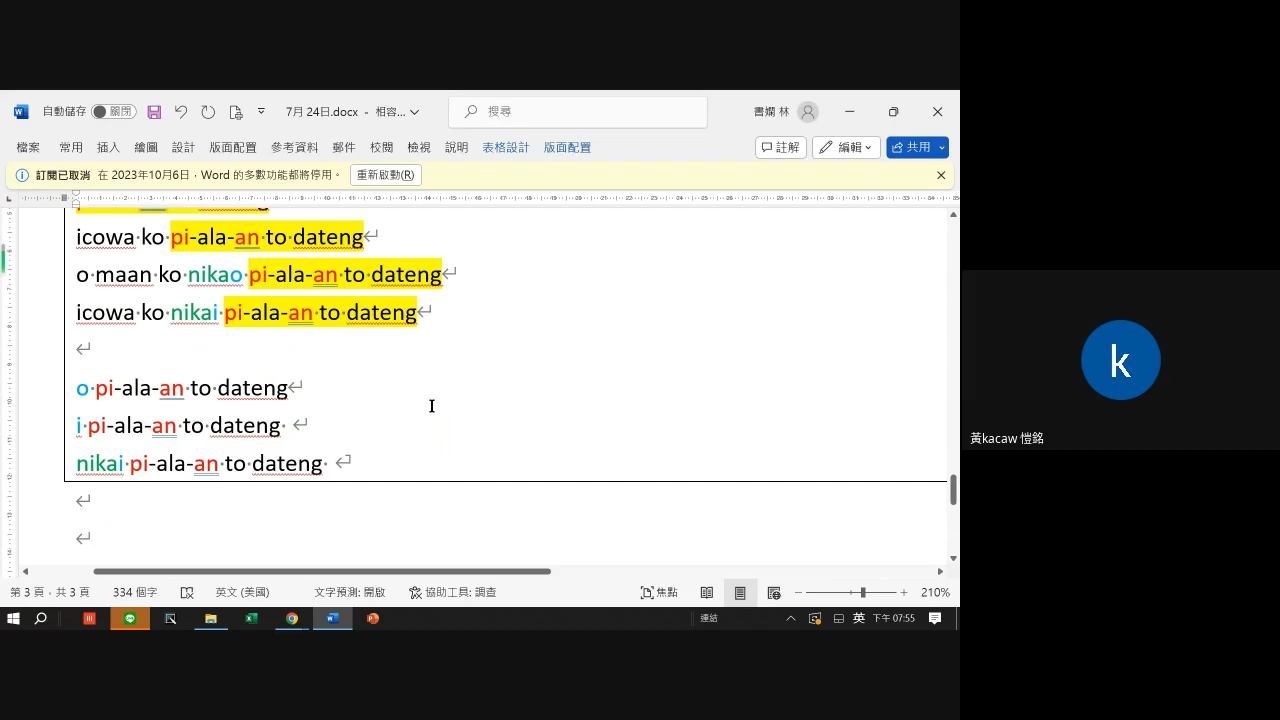 自動儲存 關閉 7月 24日.docx - 相容... 搜尋 書嫻 林
檔案 常用 插入 繪圖 設計 版面配置 參考資料 郵件 校閱 檢視 說明 表格設計 版面配置 註解 編輯 共用
訂閱已取消 在 2023年10月6日，Word 的多數功能都將停用。 重新啟動(R)
icowa ko pi-ala-an to dateng
o maan ko nikao pi-ala-an to dateng
icowa ko nikai pi-ala-an to dateng
o pi-ala-an to dateng
i pi-ala-an to dateng
nikai pi-ala-an to dateng
k
黃kacaw 愷銘
第 3 頁，共 3 頁 334 個字 英文 (美國) 文字預測: 開啟 協助工具: 調查 焦點 210%
連結 英 下午 07:55